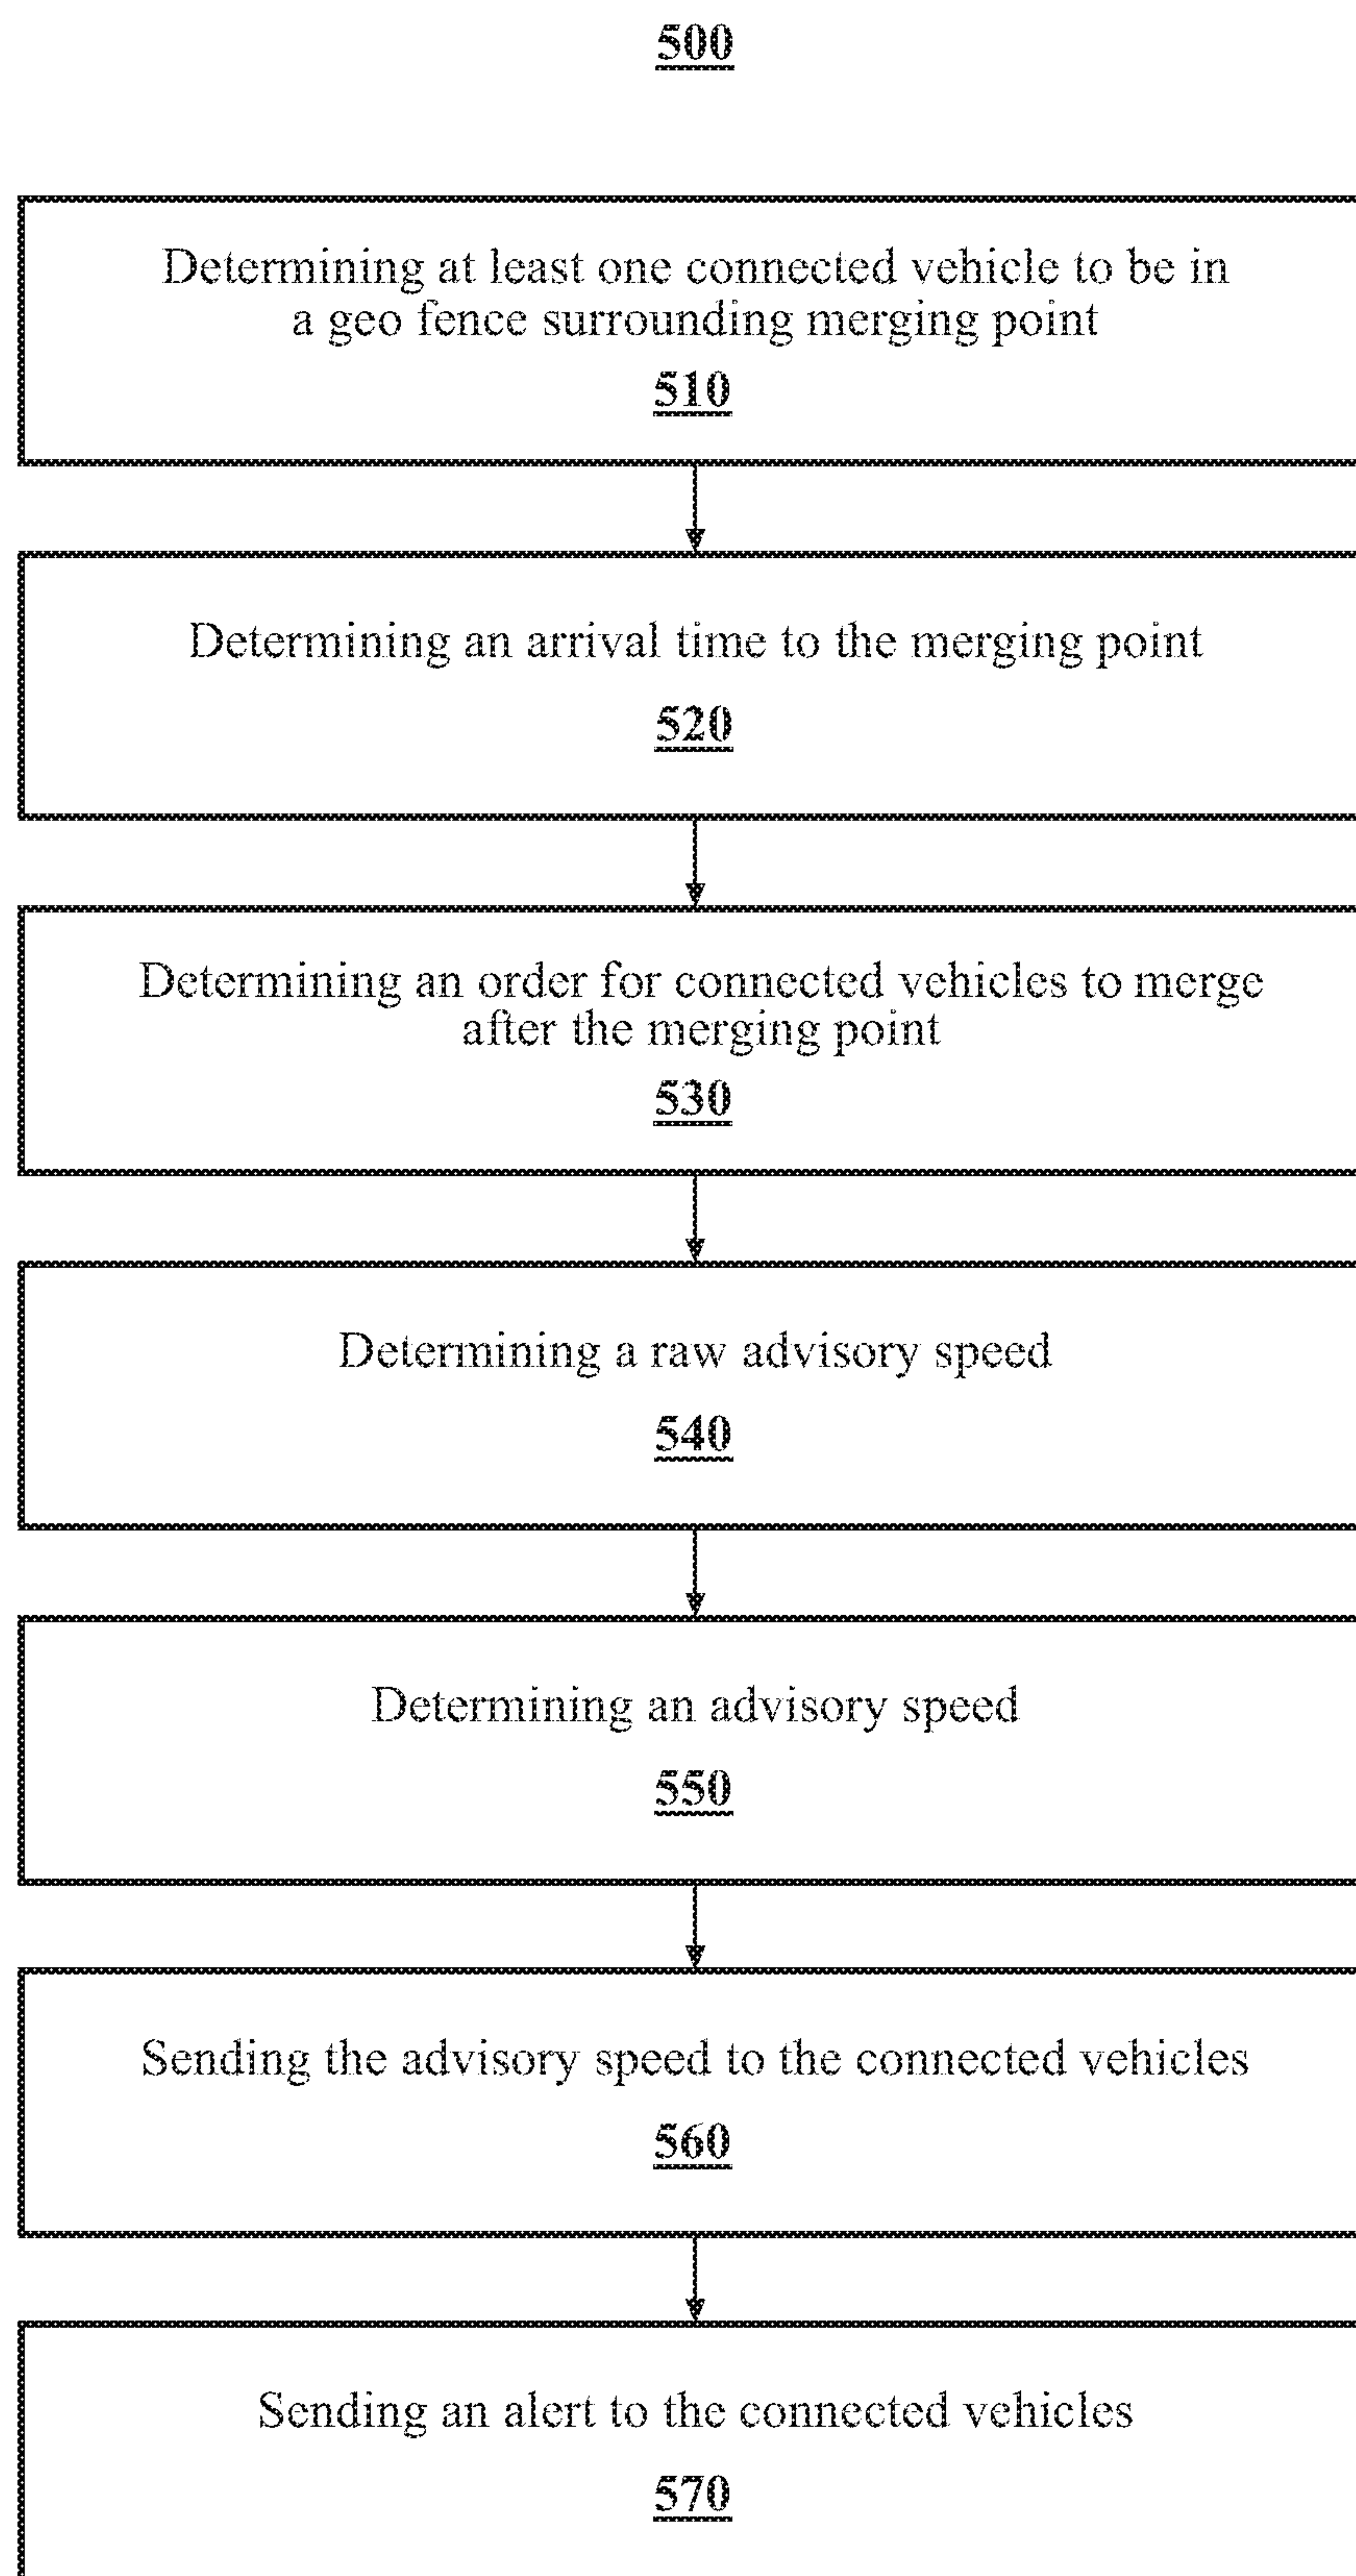 500
Determining at least one connected vehicle to be in
a geo fence surrounding merging point
510
Determining an arrival time to the merging point
520
Determining an order for connected vehicles to merge
after the merging point
530
Determining a raw advisory speed
540
Determining an advisory speed
550
Sending the advisory speed to the connected vehicles
560
Sending an alert to the connected vehicles
570